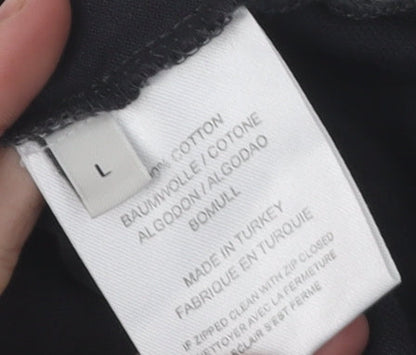 L
0% COTTON
BAUMWOLLE / COTONE
ALGODON / ALGODAO
BOMULL
MADE IN TURKEY
FABRIQUE EN TURQUIE
IF ZIPPED CLEAN WITH ZIP CLOSED
NETTOYER AVEC LA FERMETURE
ECLAIR S'EST FERME